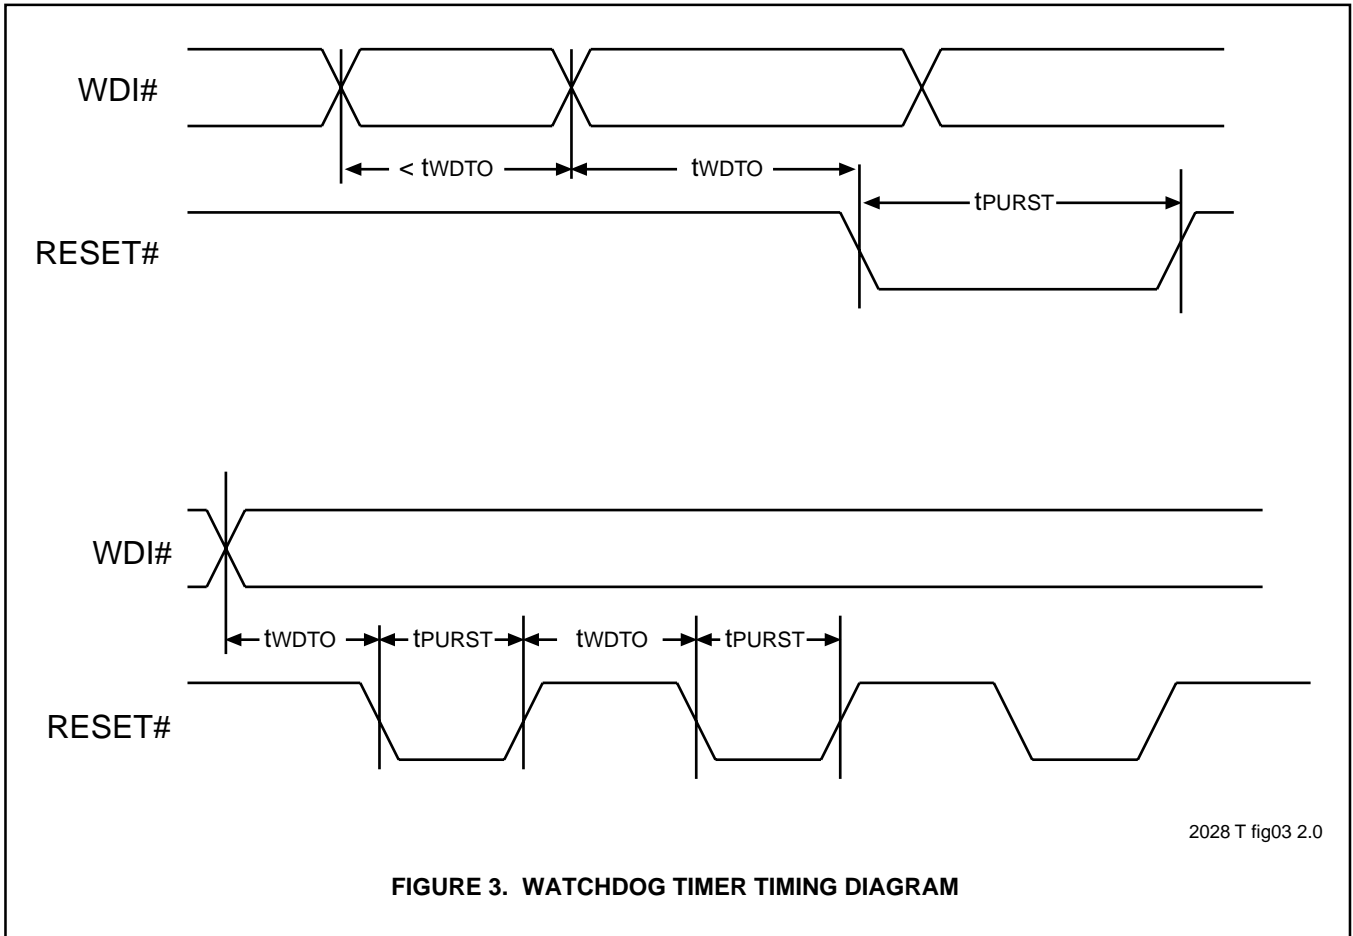 WDI#
< tWDTO
tWDTO
tPURST
RESET#
WDI#
tWDTO
tPURST
tWDTO
tPURST
RESET#
2028 T fig03 2.0
FIGURE 3. WATCHDOG TIMER TIMING DIAGRAM